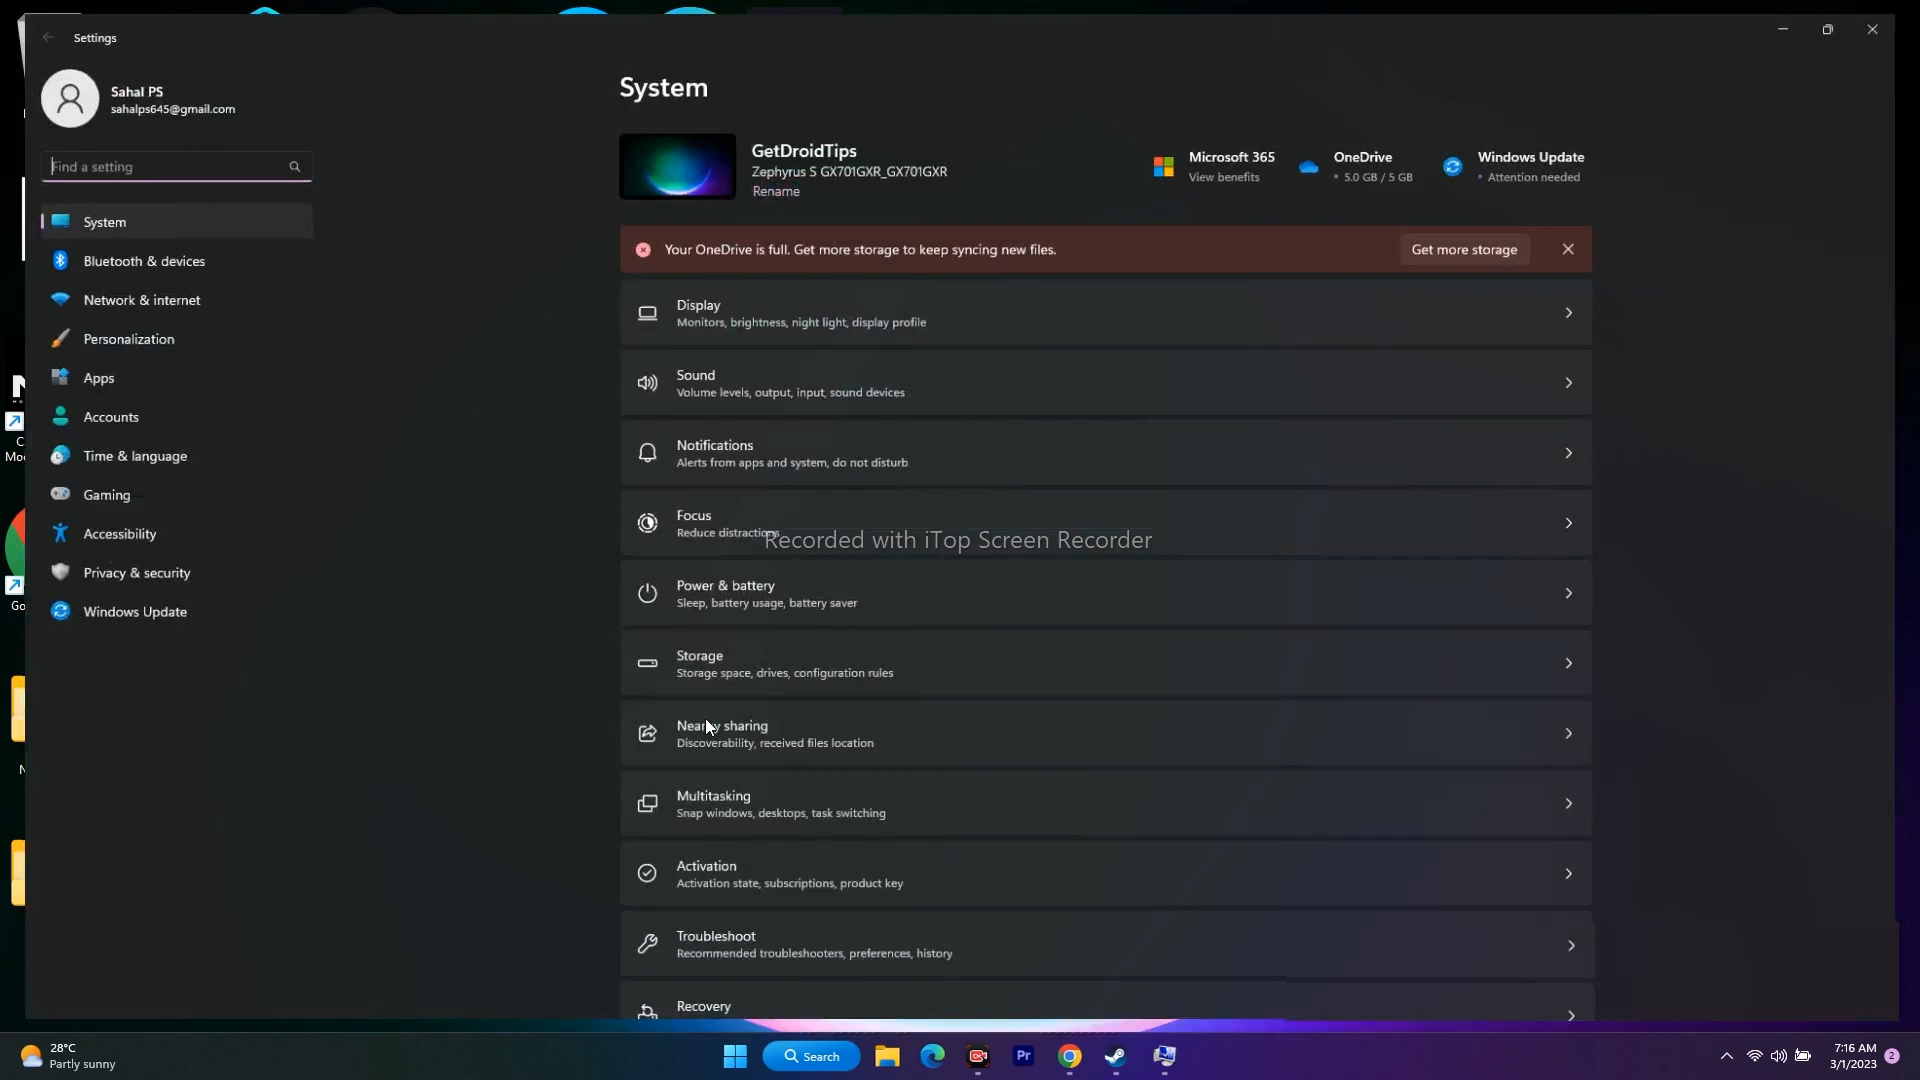 Settings
Sahal PS
sahalps645@gmail.com
Find a setting
System
Bluetooth & devices
Network & internet
Personalization
Apps
Accounts
Time & language
Gaming
Accessibility
Privacy & security
Windows Update
System
GetDroidTips
Zephyrus S GX701GXR_GX701GXR
Rename
Microsoft 365
View benefits
OneDrive
• 5.0 GB / 5 GB
Windows Update
• Attention needed
Your OneDrive is full. Get more storage to keep syncing new files.
Get more storage
Display
Monitors, brightness, night light, display profile
Sound
Volume levels, output, input, sound devices
Notifications
Alerts from apps and system, do not disturb
Focus
Reduce distractions
Recorded with iTop Screen Recorder
Power & battery
Sleep, battery usage, battery saver
Storage
Storage space, drives, configuration rules
Nearby sharing
Discoverability, received files location
Multitasking
Snap windows, desktops, task switching
Activation
Activation state, subscriptions, product key
Troubleshoot
Recommended troubleshooters, preferences, history
Recovery
28°C
Partly sunny
Search
Pr
7:16 AM
3/1/2023
2